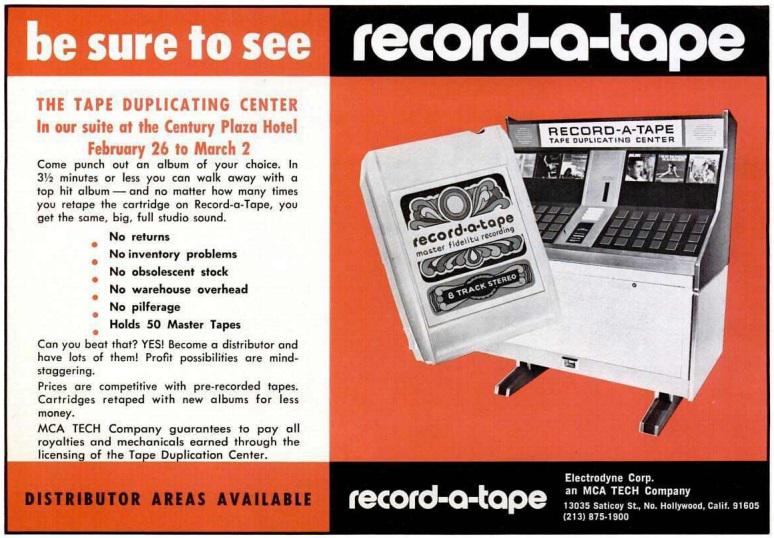 be sure to see
record-a-tape
THE TAPE DUPLICATING CENTER
In our suite at the Century Plaza Hotel
February 26 to March 2
Come punch out an album of your choice. In
3½ minutes or less you can walk away with a
top hit album — and no matter how many times
you retape the cartridge on Record-a-Tape, you
get the same, big, full studio sound.
No returns
No inventory problems
No obsolescent stock
No warehouse overhead
No pilferage
Holds 50 Master Tapes
Can you beat that? YES! Become a distributor and
have lots of them! Profit possibilities are mind-
staggering.
Prices are competitive with pre-recorded tapes.
Cartridges retaped with new albums for less
money.
MCA TECH Company guarantees to pay all
royalties and mechanicals earned through the
licensing of the Tape Duplication Center.
DISTRIBUTOR AREAS AVAILABLE
RECORD-A-TAPE
TAPE DUPLICATING CENTER
record-a-tape
master fidelity recording
8 TRACK STEREO
record-a-tape
Electrodyne Corp.
an MCA TECH Company
13035 Saticoy St., No. Hollywood, Calif. 91605
(213) 875-1900